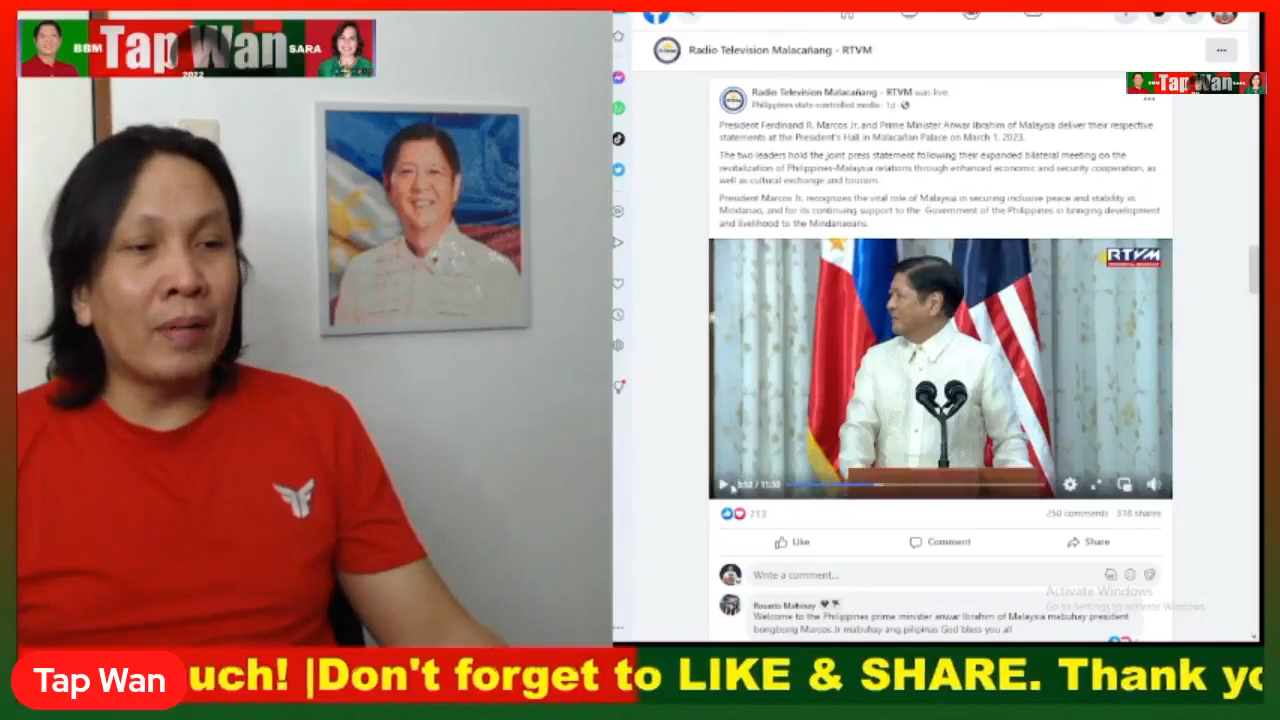 BBM Tap Wan SARA
2022
Radio Television Malacañang - RTVM
Tap Wan
Radio Television Malacañang - RTVM was live.
Philippines state-controlled media · 1d ·
President Ferdinand R. Marcos Jr. and Prime Minister Anwar Ibrahim of Malaysia deliver their respective
statements at the President's Hall in Malacañan Palace on March 1, 2023.
The two leaders hold the joint press statement following their expanded bilateral meeting on the
revitalization of Philippines-Malaysia relations through enhanced economic and security cooperation, as
well as cultural exchange and tourism.
President Marcos Jr. recognizes the vital role of Malaysia in securing inclusive peace and stability in
Mindanao, and for its continuing support to the Government of the Philippines in bringing development
and livelihood to the Mindanaoans.
RTVM
3:52 / 11:30
713
250 comments 318 shares
Like Comment Share
Write a comment...
Activate Windows
Go to Settings to activate Windows.
Rosario Mahinay
Welcome to the Philippines prime minister anwar Ibrahim of Malaysia mabuhay president
bongbong Marcos Jr mabuhay ang pilipinas God bless you all
Tap Wan
uch! |Don't forget to LIKE & SHARE. Thank yo